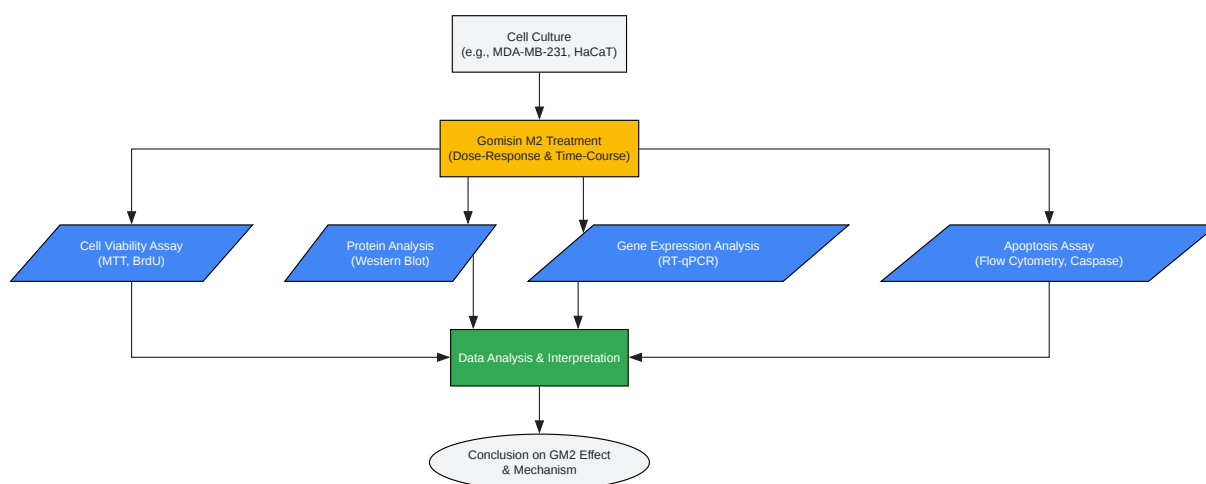 Cell Culture
(e.g., MDA-MB-231, HaCaT)
Gomisin M2 Treatment
(Dose-Response & Time-Course)
Cell Viability Assay
(MTT, BrdU)
Protein Analysis
(Western Blot)
Gene Expression Analysis
(RT-qPCR)
Apoptosis Assay
(Flow Cytometry, Caspase)
Data Analysis & Interpretation
Conclusion on GM2 Effect
& Mechanism